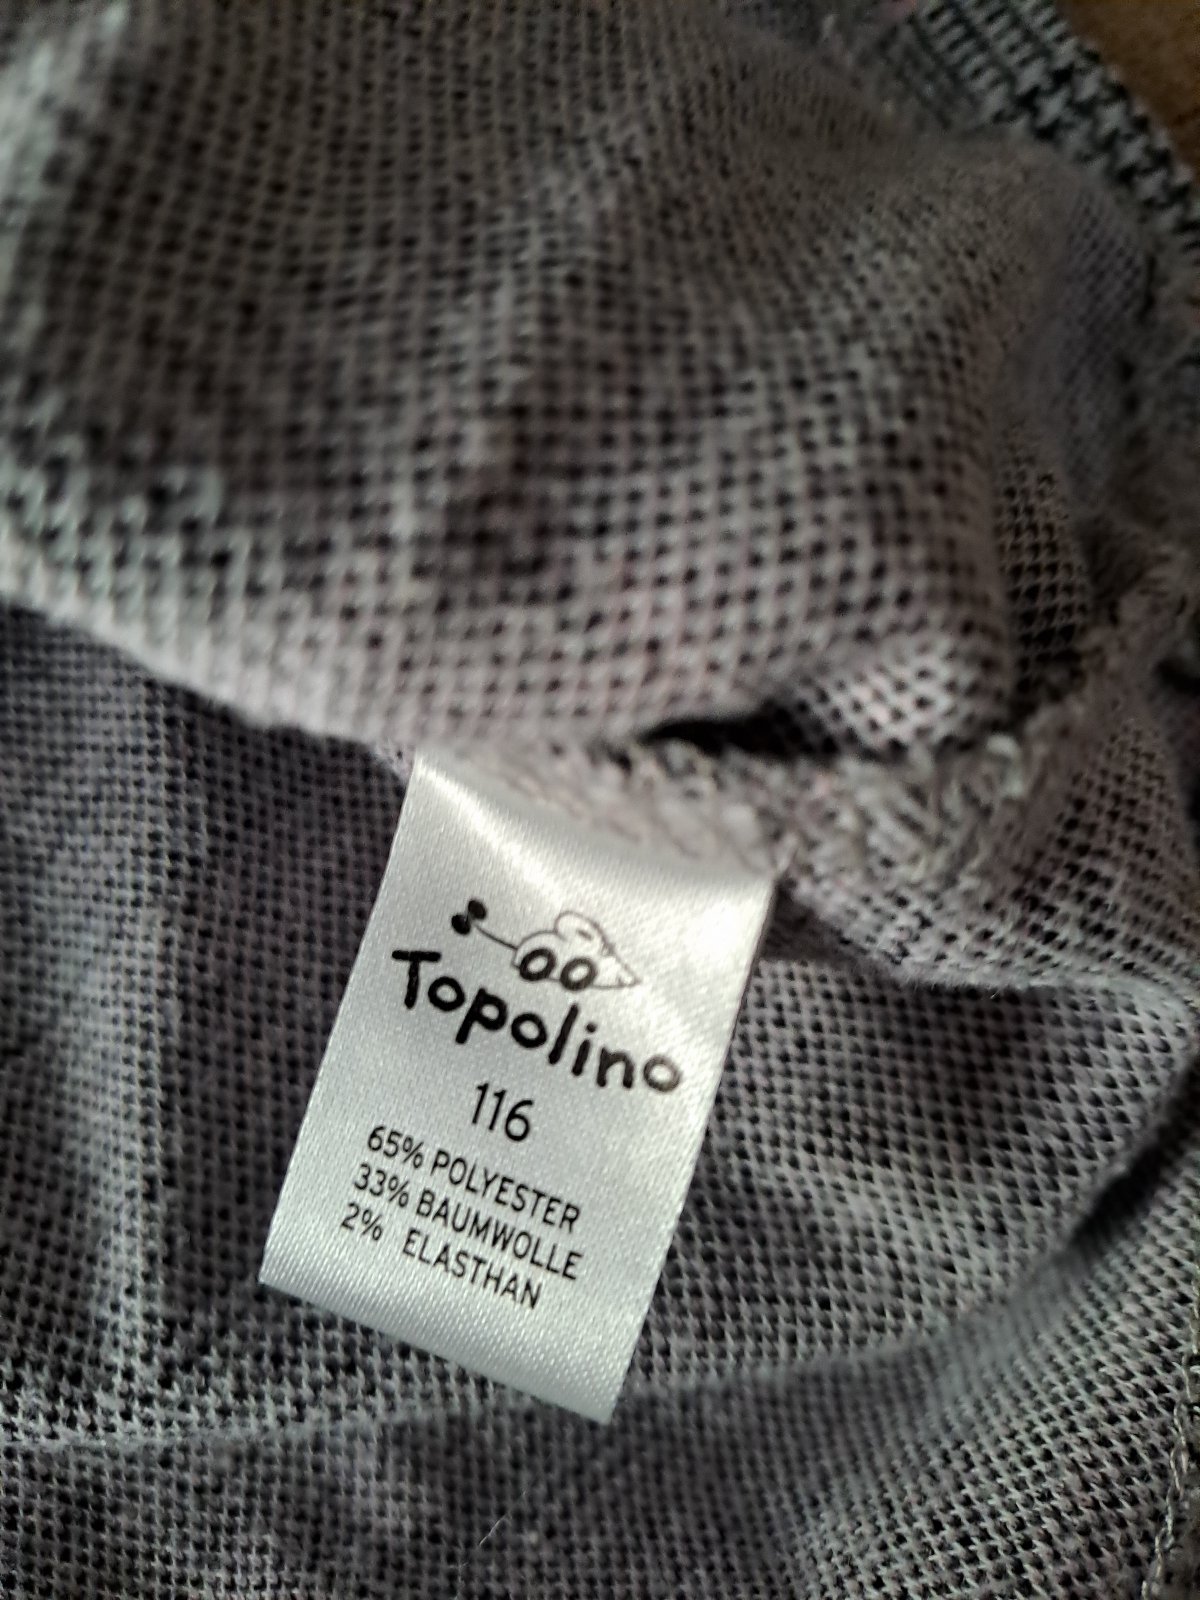 Topolino
116
65% POLYESTER
33% BAUMWOLLE
2% ELASTHAN